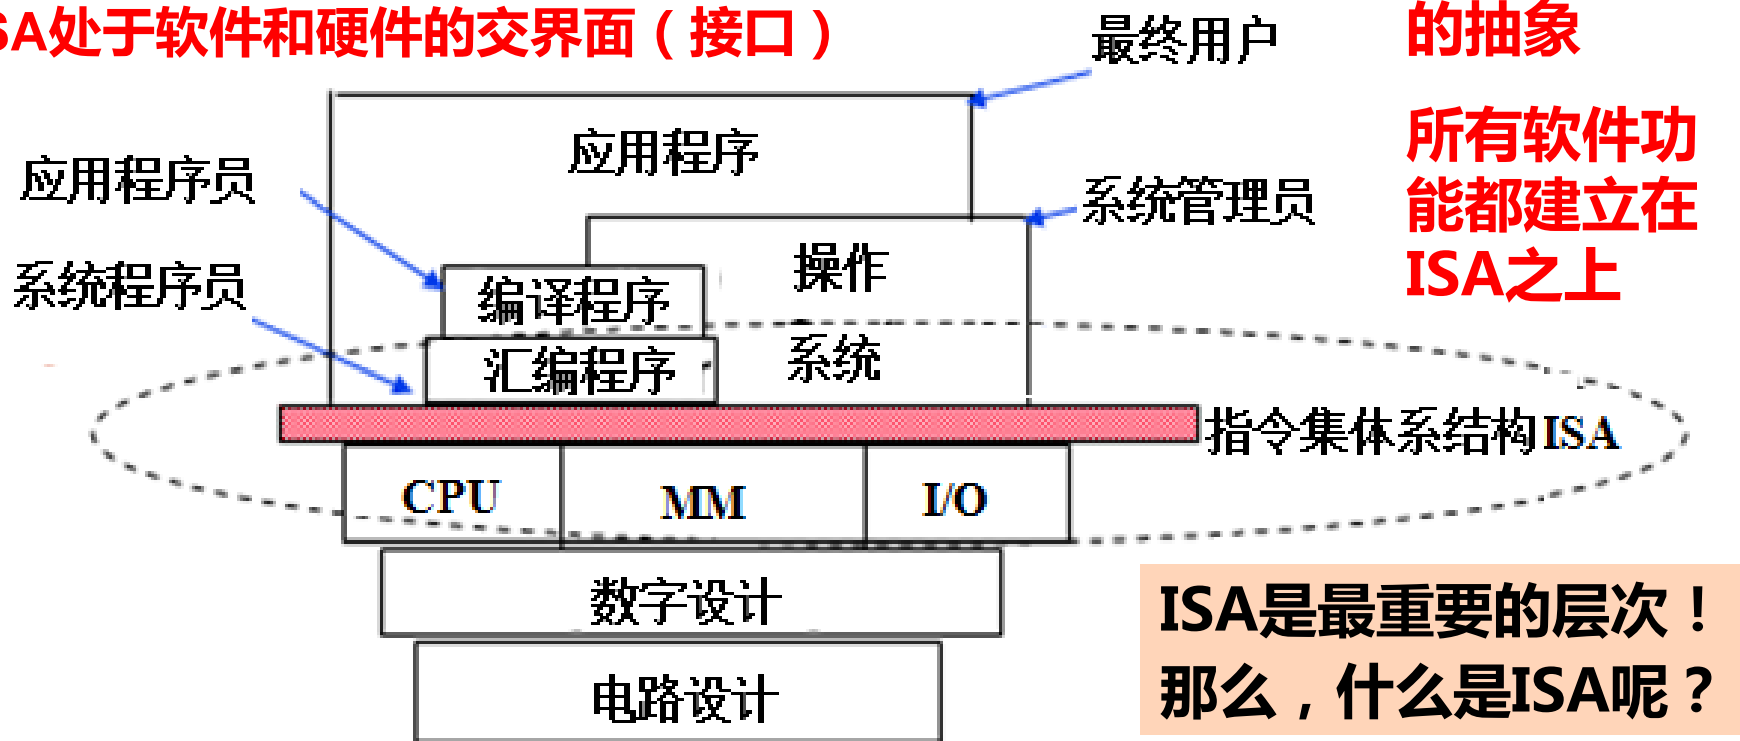 SA处于软件和硬件的交界面（接口）
的抽象
最终用户
所有软件功
能都建立在
ISA之上
应用程序
应用程序员
系统管理员
操作
系统
系统程序员
编译程序
汇编程序
指令集体系结构ISA
CPU
MM
I/O
数字设计
电路设计
ISA是最重要的层次！
那么，什么是ISA呢？